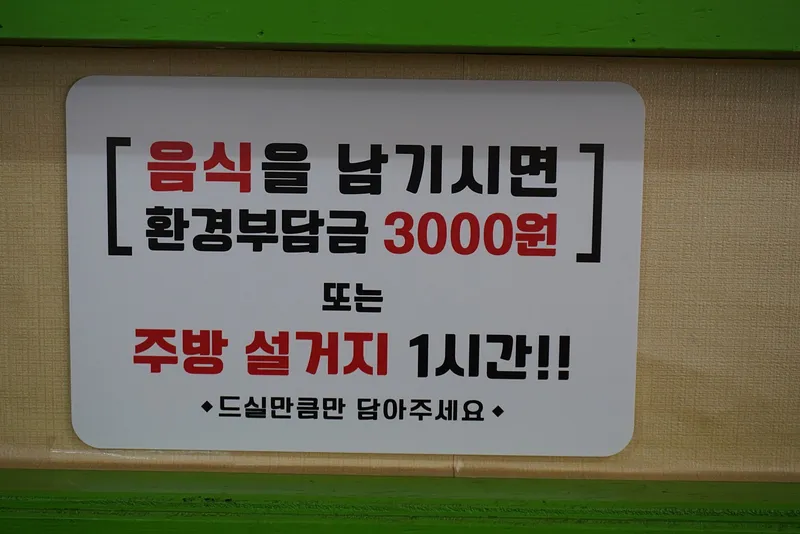 [ 음식을 남기시면
환경부담금 3000원 ]
또는
주방 설거지 1시간!!
◆드실만큼만 담아주세요◆